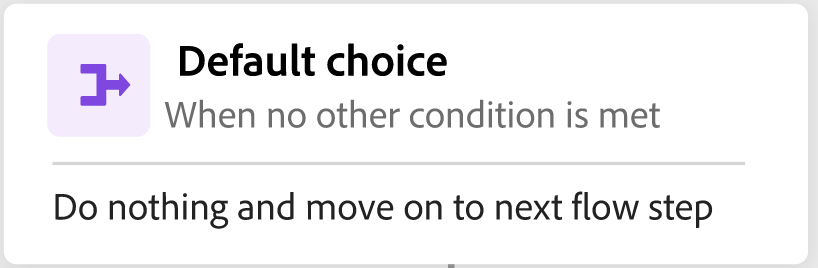 Default choice
When no other condition is met
Do nothing and move on to next flow step